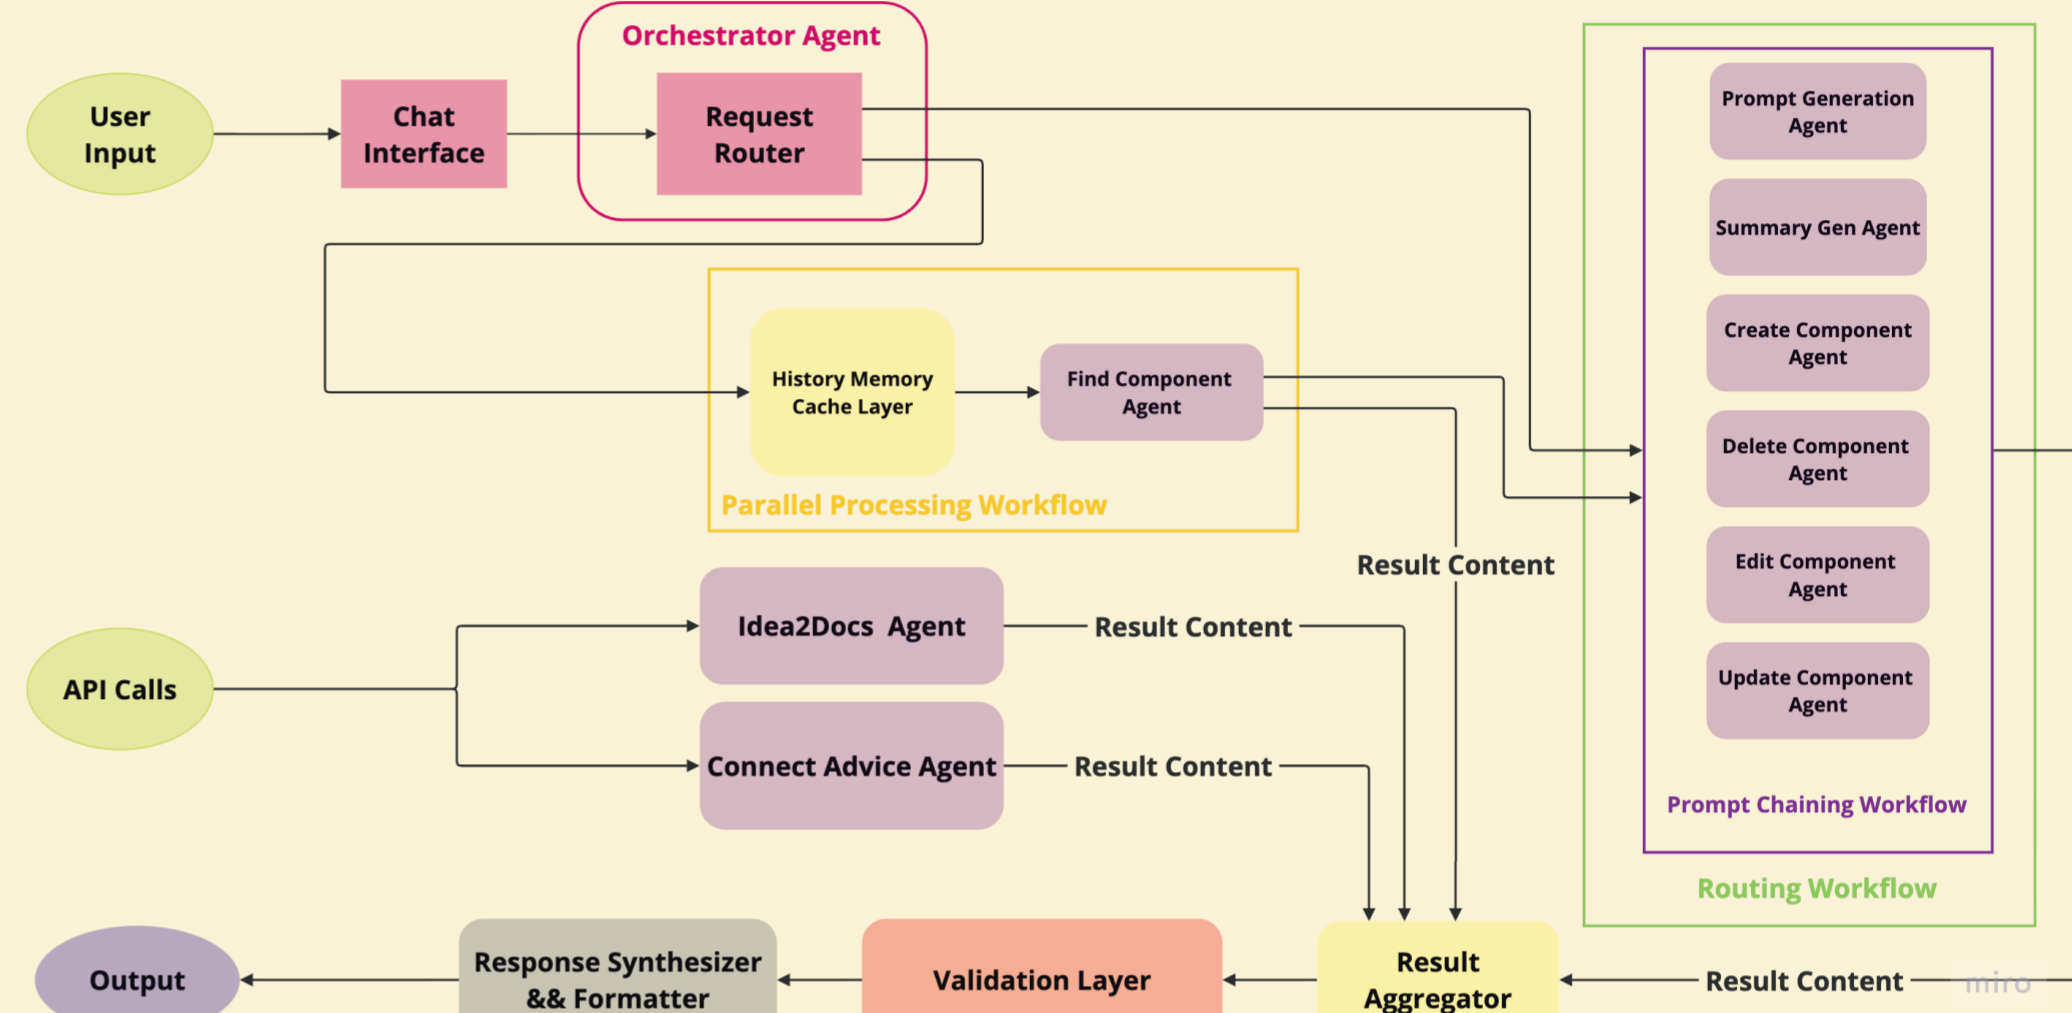 Orchestrator Agent
User
Input
Chat
Interface
Request
Router
Prompt Generation
Agent
Summary Gen Agent
Create Component
Agent
Delete Component
Agent
Edit Component
Agent
Update Component
Agent
Prompt Chaining Workflow
Routing Workflow
History Memory
Cache Layer
Find Component
Agent
Parallel Processing Workflow
Result Content
API Calls
Idea2Docs Agent
Result Content
Connect Advice Agent
Result Content
Output
Response Synthesizer
&& Formatter
Validation Layer
Result
Aggregator
Result Content
miro